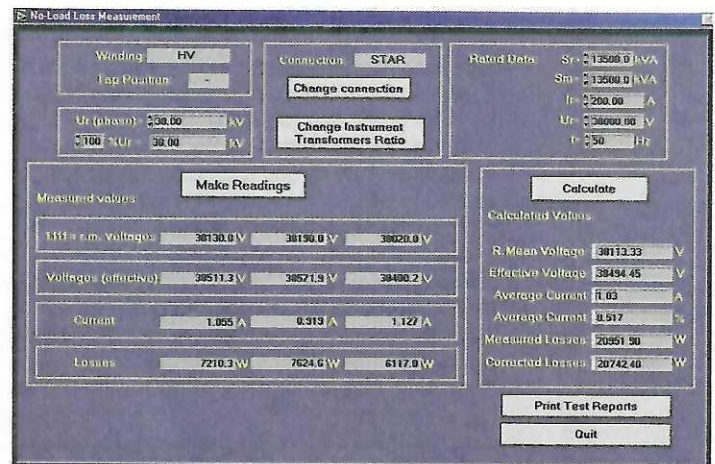 No-Load Loss Measurement
Winding HV
Tap Position -
Ur (phase)= 38.00 kV
100 %Ur= 38.00 kV
Connection STAR
Change connection
Change Instrument
Transformers Ratio
Rated Data Sr= 13500.0 kVA
Sm= 13500.0 kVA
Ir= 200.00 A
Ur= 38000.00 V
f= 50 Hz
Make Readings
Measured values
1.111 x r.m. Voltages 38130.0 V 38190.0 V 38020.0 V
Voltages (effective) 38511.3 V 38571.9 V 38400.2 V
Current 1.055 A 0.919 A 1.127 A
Losses 7210.3 W 7624.6 W 6117.0 W
Calculate
Calculated Values
R.Mean Voltage 38113.33 V
Effective Voltage 38494.45 V
Average Current 1.03 A
Average Current 0.517 %
Measured Losses 20951.90 W
Corrected Losses 20742.40 W
Print Test Reports
Quit